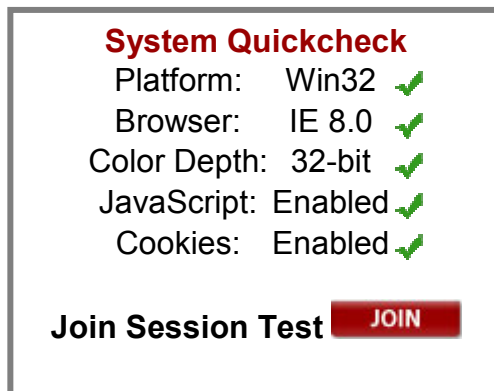 System Quickcheck
Platform: Win32
Browser: IE 8.0
Color Depth: 32-bit
JavaScript: Enabled
Cookies: Enabled
Join Session Test JOIN